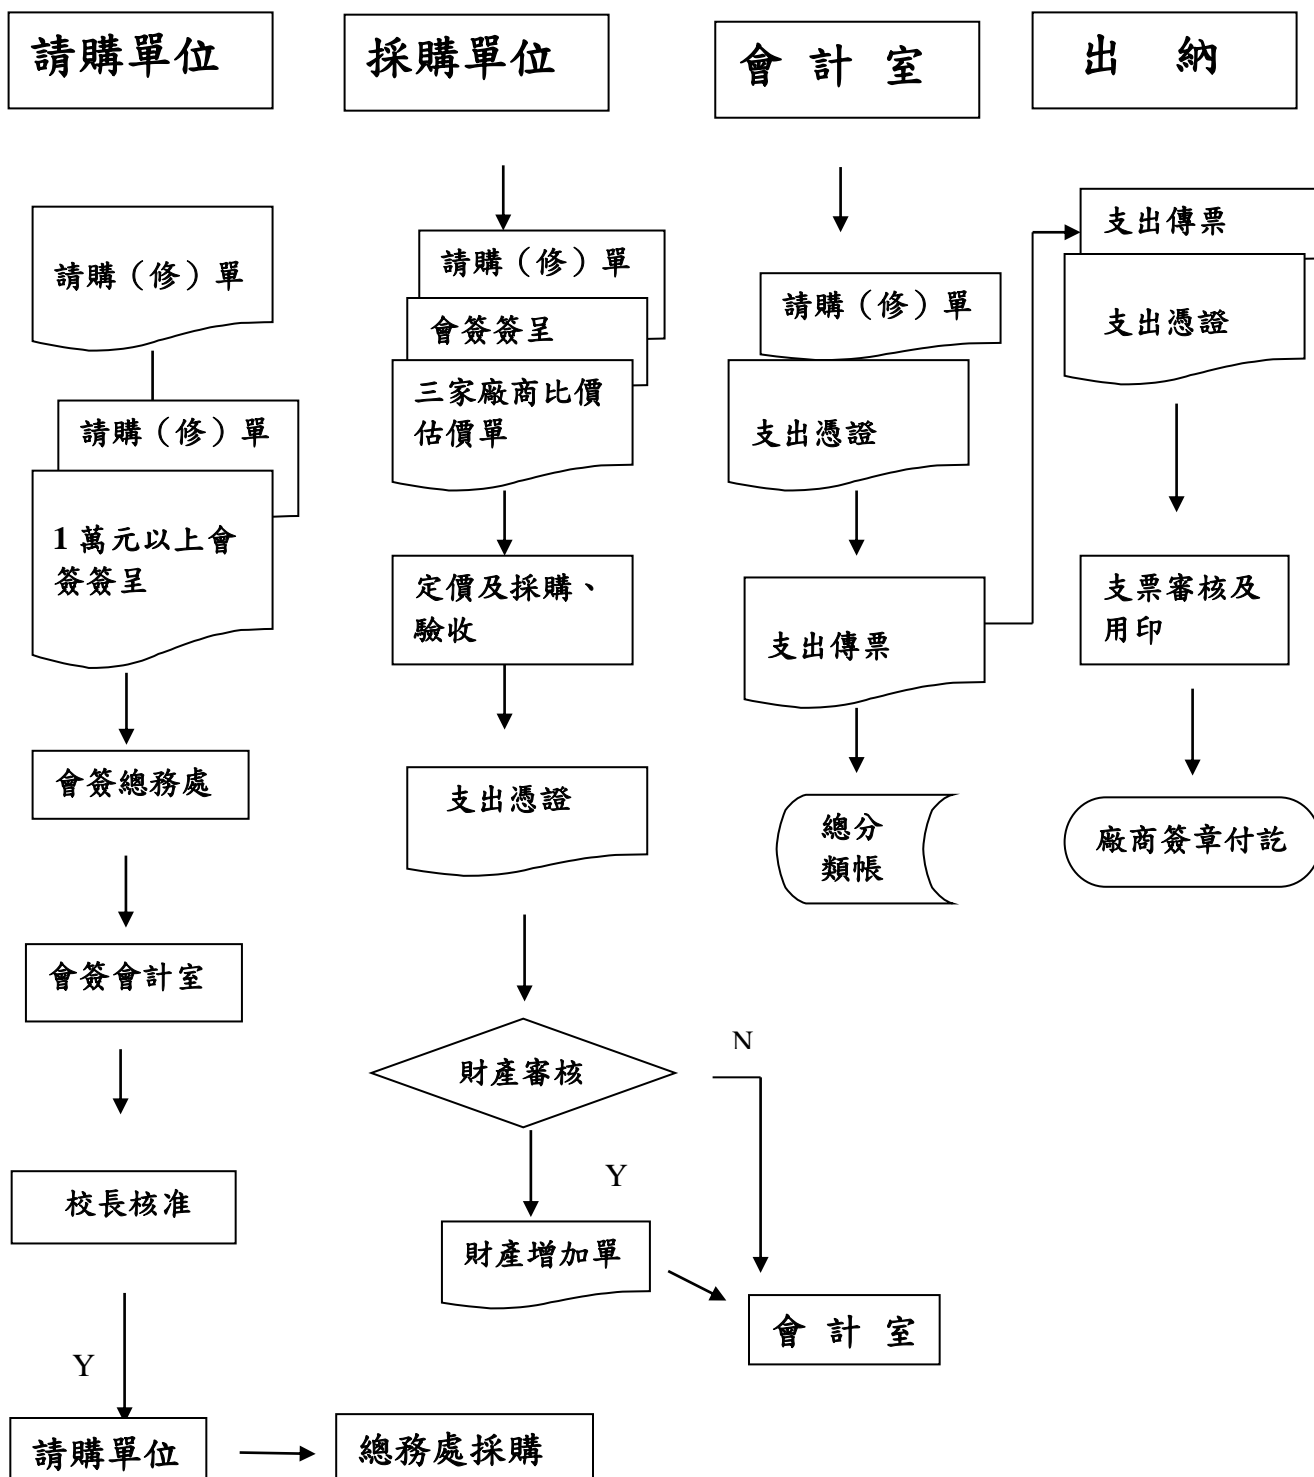 請購單位
採購單位
會 計 室
出 納
請購（修）單
請購（修）單
1 萬元以上會
簽簽呈
會簽總務處
會簽會計室
校長核准
Y
請購單位
總務處採購
請購（修）單
會簽簽呈
三家廠商比價
估價單
定價及採購、
驗收
支出憑證
財產審核
N
Y
財產增加單
會 計 室
請購（修）單
支出憑證
支出傳票
總分
類帳
支出傳票
支出憑證
支票審核及
用印
廠商簽章付訖